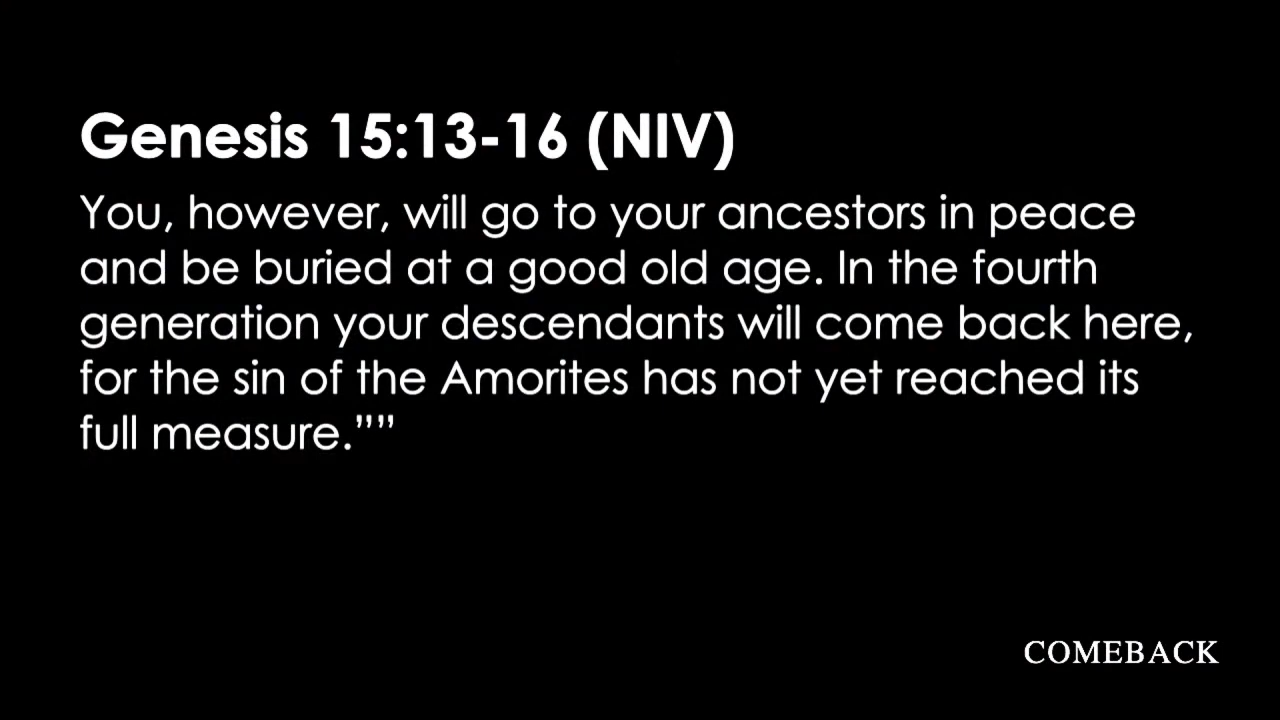 Genesis 15:13-16 (NIV)
You, however, will go to your ancestors in peace
and be buried at a good old age. In the fourth
generation your descendants will come back here,
for the sin of the Amorites has not yet reached its
full measure.””
COMEBACK